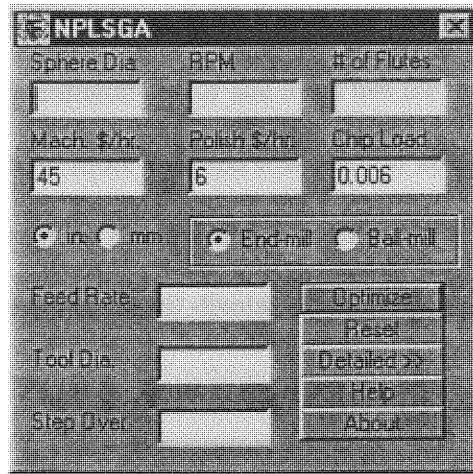 NPLSGA
Sphere Dia. RPM # of Flutes
Mach. $/hr. Polish $/hr. Chip Load
45 6 0.006
in. mm End-mill Ball-mill
Feed Rate Optimize
Reset
Tool Dia. Detailed >>
Help
Step Over About